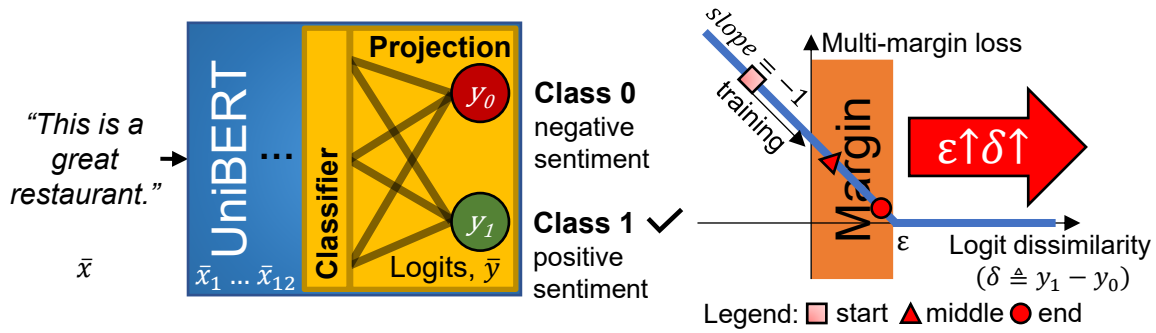 “This is a
great
restaurant.”
x̄
UniBERT
x̄₁ … x̄₁₂
...
Classifier
Projection
y₀
y₁
Logits, ȳ
Class 0
negative
sentiment
Class 1 ✓
positive
sentiment
slope = −1
training
Multi-margin loss
Margin
ε↑δ↑
ε
Logit dissimilarity
(δ ≜ y₁ − y₀)
Legend: start middle end